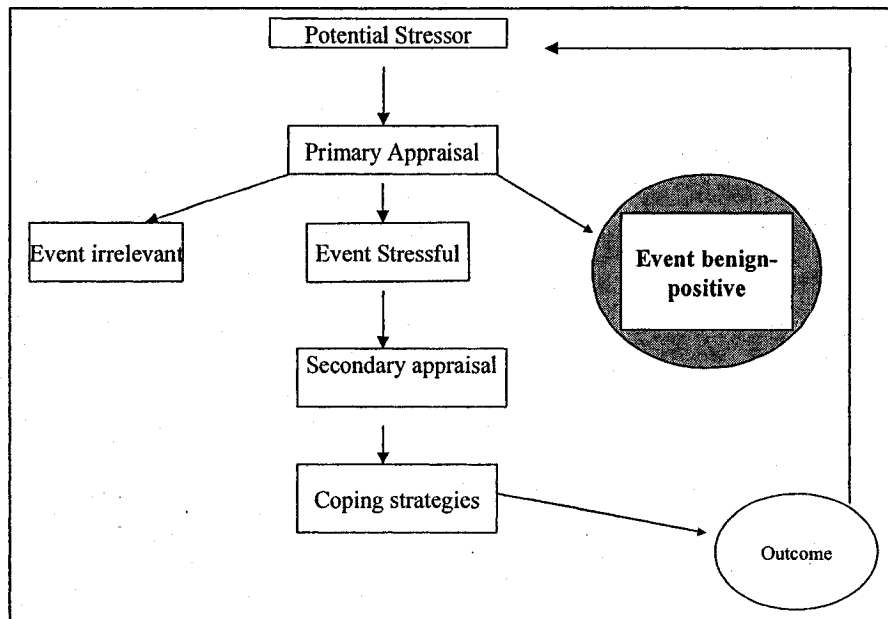 Potential Stressor
Primary Appraisal
Event irrelevant
Event Stressful
Event benign-
positive
Secondary appraisal
Coping strategies
Outcome